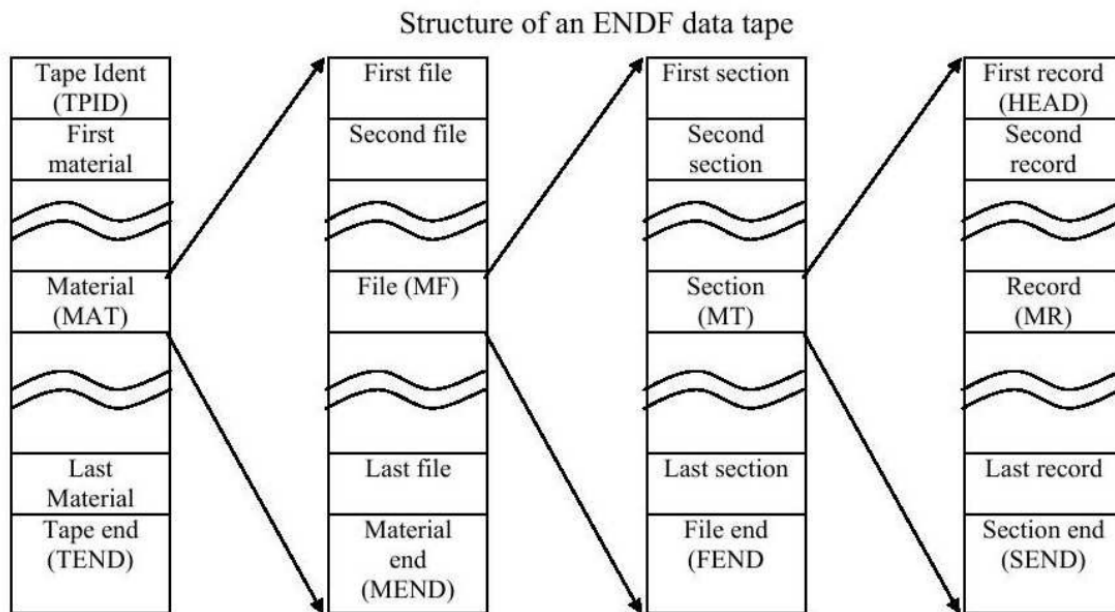 Structure of an ENDF data tape
Tape Ident
(TPID)
First
material
Material
(MAT)
Last
Material
Tape end
(TEND)
First file
Second file
File (MF)
Last file
Material
end
(MEND)
First section
Second
section
Section
(MT)
Last section
File end
(FEND
First record
(HEAD)
Second
record
Record
(MR)
Last record
Section end
(SEND)